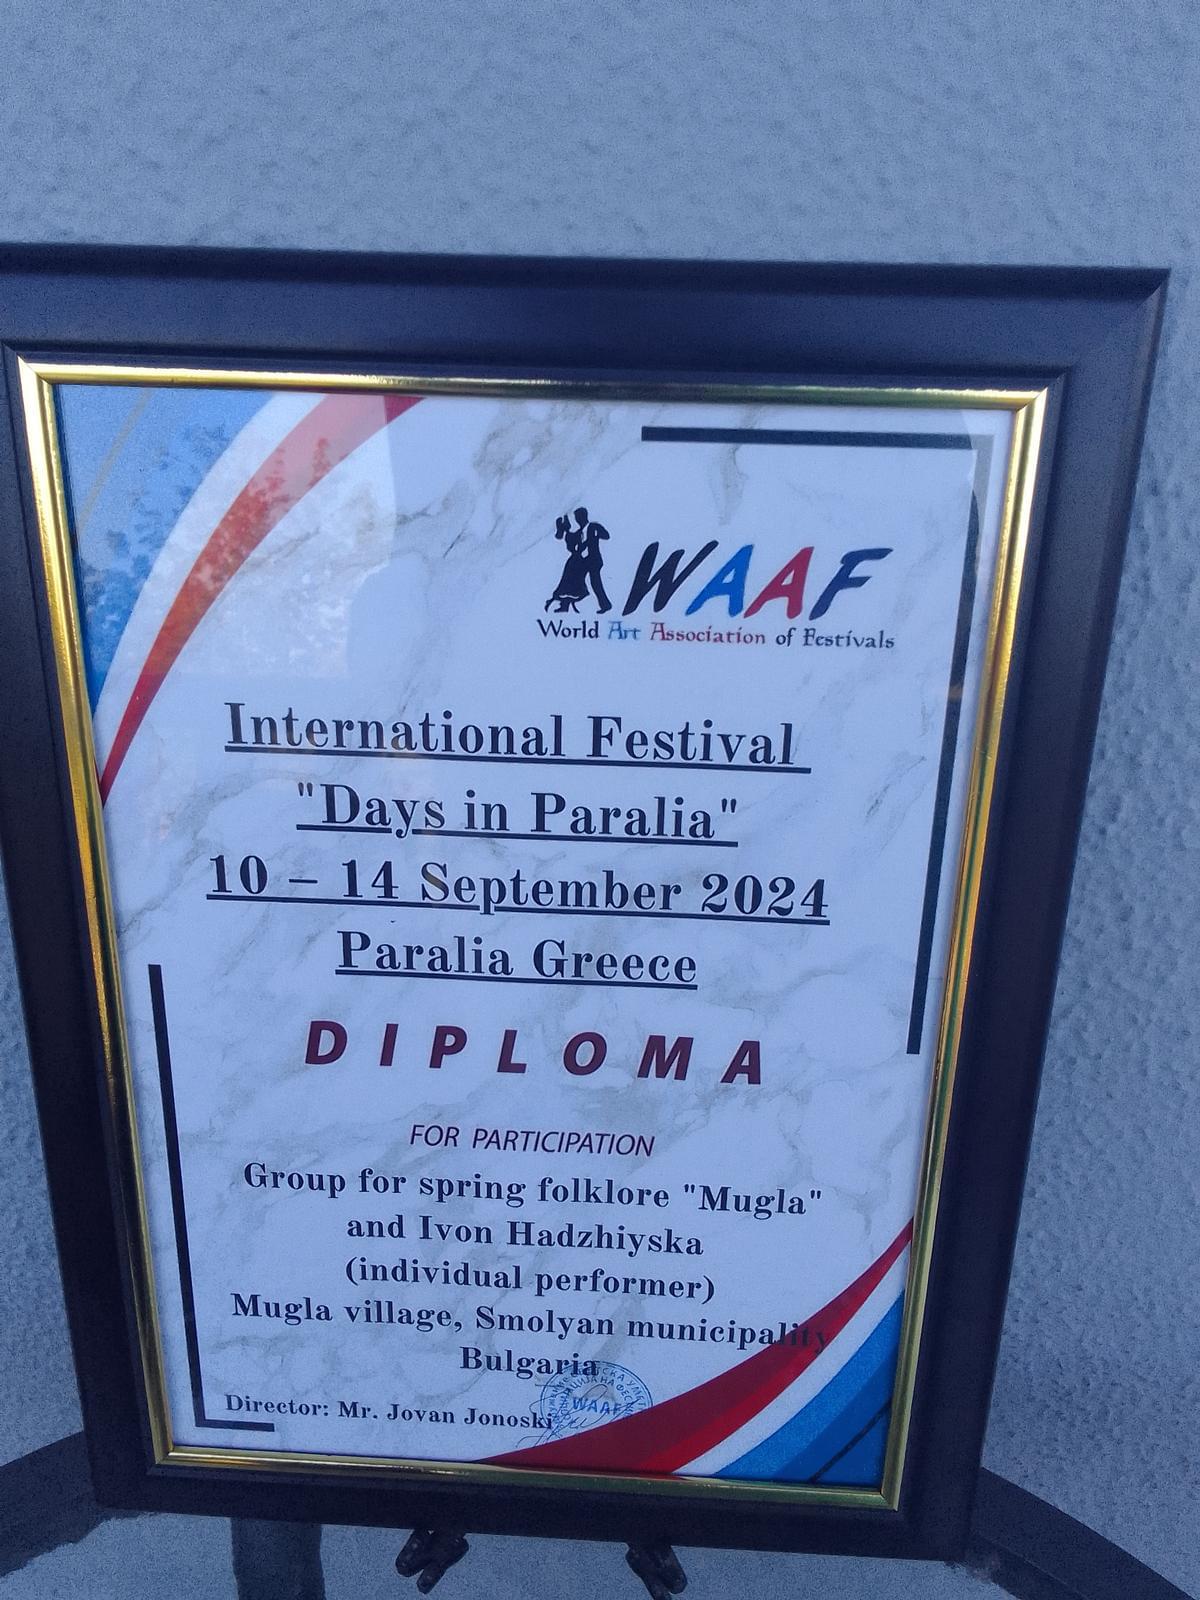 WAAF
World Art Association of Festivals
International Festival
"Days in Paralia"
10 – 14 September 2024
Paralia Greece
DIPLOMA
FOR PARTICIPATION
Group for spring folklore "Mugla"
and Ivon Hadzhiyska
(individual performer)
Mugla village, Smolyan municipality
Bulgaria
Director: Mr. Jovan Jonoski
WAAF